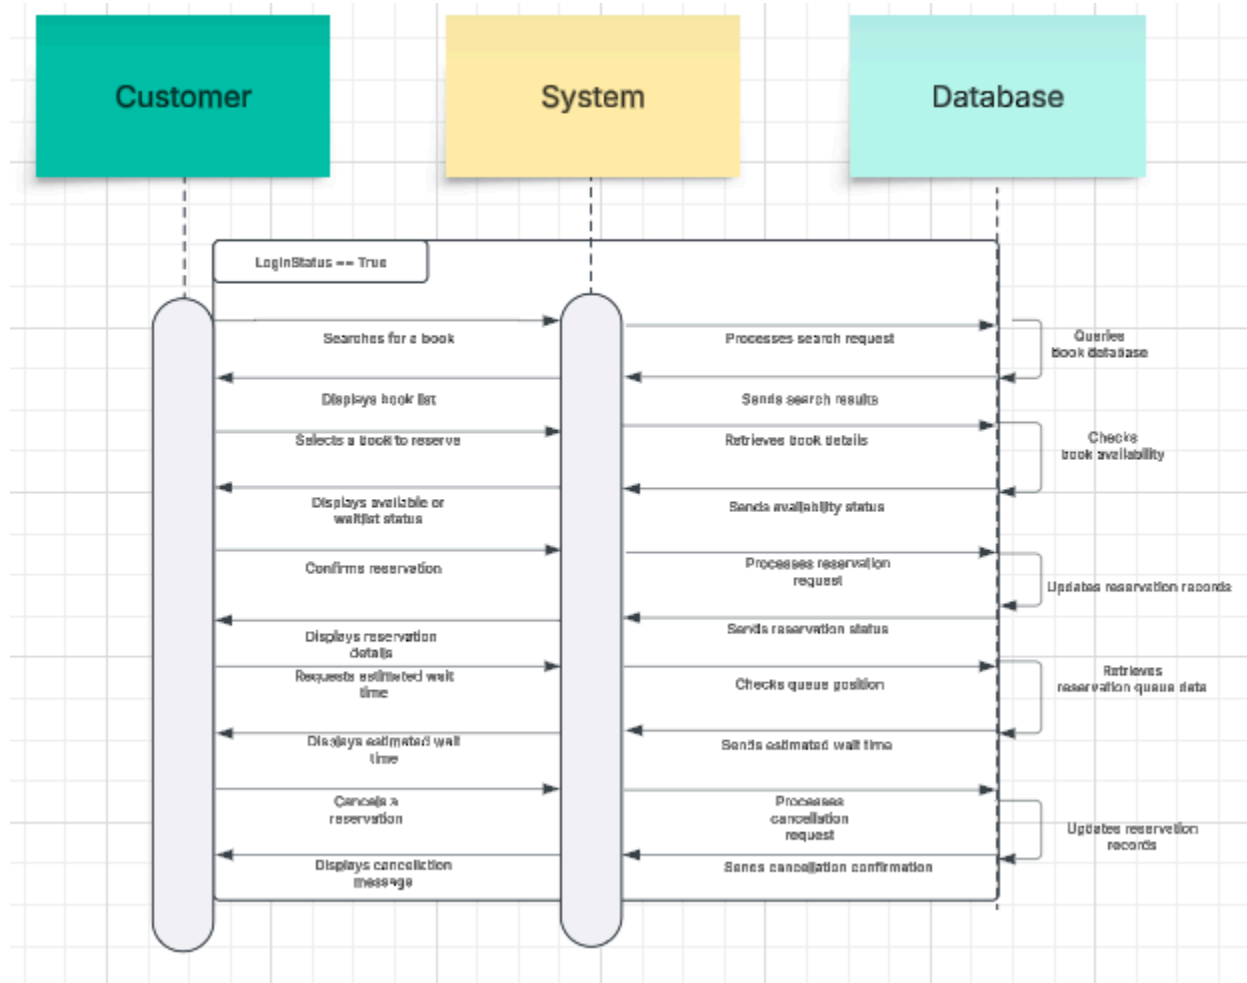 Customer
System
Database
LoginStatus == True
Searches for a book
Processes search request
Queries
book database
Displays book list
Sends search results
Selects a book to reserve
Retrieves book details
Checks
book availability
Displays available or
waitlist status
Sends availability status
Confirms reservation
Processes reservation
request
Updates reservation records
Displays reservation
details
Sends reservation status
Requests estimated wait
time
Checks queue position
Retrieves
reservation queue data
Displays estimated wait
time
Sends estimated wait time
Cancels a
reservation
Processes
cancellation
request
Updates reservation
records
Displays cancellction
message
Sends cancellation confirmation